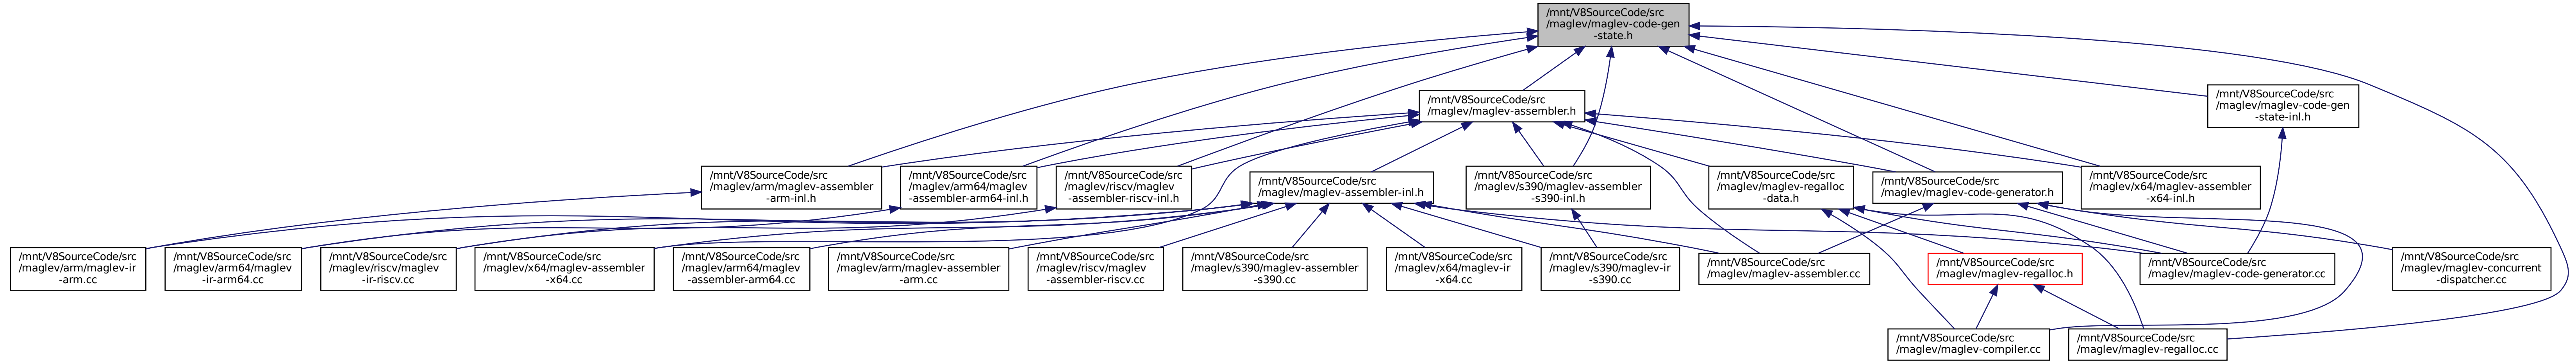 /mnt/V8SourceCode/src
/maglev/maglev-code-gen
-state.h
/mnt/V8SourceCode/src
/maglev/maglev-assembler.h
/mnt/V8SourceCode/src
/maglev/maglev-code-gen
-state-inl.h
/mnt/V8SourceCode/src
/maglev/arm/maglev-assembler
-arm-inl.h
/mnt/V8SourceCode/src
/maglev/arm64/maglev
-assembler-arm64-inl.h
/mnt/V8SourceCode/src
/maglev/riscv/maglev
-assembler-riscv-inl.h
/mnt/V8SourceCode/src
/maglev/maglev-assembler-inl.h
/mnt/V8SourceCode/src
/maglev/s390/maglev-assembler
-s390-inl.h
/mnt/V8SourceCode/src
/maglev/maglev-regalloc
-data.h
/mnt/V8SourceCode/src
/maglev/maglev-code-generator.h
/mnt/V8SourceCode/src
/maglev/x64/maglev-assembler
-x64-inl.h
/mnt/V8SourceCode/src
/maglev/arm/maglev-ir
-arm.cc
/mnt/V8SourceCode/src
/maglev/arm64/maglev
-ir-arm64.cc
/mnt/V8SourceCode/src
/maglev/riscv/maglev
-ir-riscv.cc
/mnt/V8SourceCode/src
/maglev/x64/maglev-assembler
-x64.cc
/mnt/V8SourceCode/src
/maglev/arm64/maglev
-assembler-arm64.cc
/mnt/V8SourceCode/src
/maglev/arm/maglev-assembler
-arm.cc
/mnt/V8SourceCode/src
/maglev/riscv/maglev
-assembler-riscv.cc
/mnt/V8SourceCode/src
/maglev/s390/maglev-assembler
-s390.cc
/mnt/V8SourceCode/src
/maglev/x64/maglev-ir
-x64.cc
/mnt/V8SourceCode/src
/maglev/s390/maglev-ir
-s390.cc
/mnt/V8SourceCode/src
/maglev/maglev-assembler.cc
/mnt/V8SourceCode/src
/maglev/maglev-regalloc.h
/mnt/V8SourceCode/src
/maglev/maglev-code-generator.cc
/mnt/V8SourceCode/src
/maglev/maglev-concurrent
-dispatcher.cc
/mnt/V8SourceCode/src
/maglev/maglev-compiler.cc
/mnt/V8SourceCode/src
/maglev/maglev-regalloc.cc